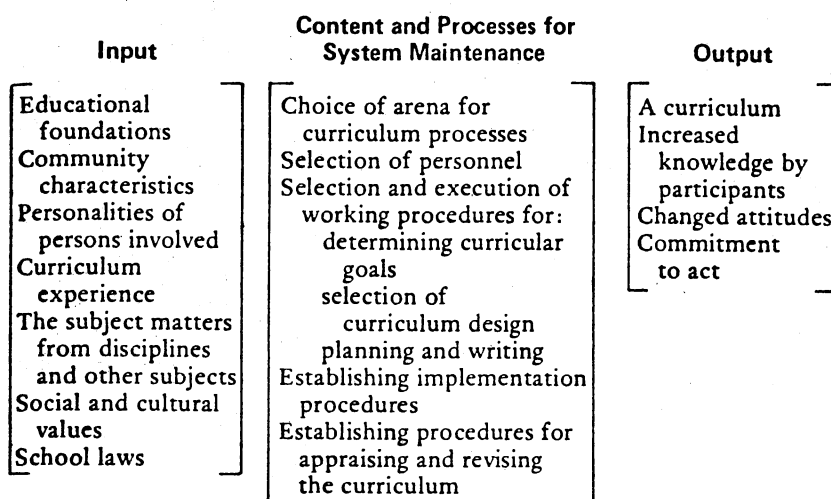 Input
Educational
foundations
Community
characteristics
Personalities of
persons involved
Curriculum
experience
The subject matters
from disciplines
and other subjects
Social and cultural
values
School laws
Content and Processes for
System Maintenance
Choice of arena for
curriculum processes
Selection of personnel
Selection and execution of
working procedures for:
determining curricular
goals
selection of
curriculum design
planning and writing
Establishing implementation
procedures
Establishing procedures for
appraising and revising
the curriculum
Output
A curriculum
Increased
knowledge by
participants
Changed attitudes
Commitment
to act